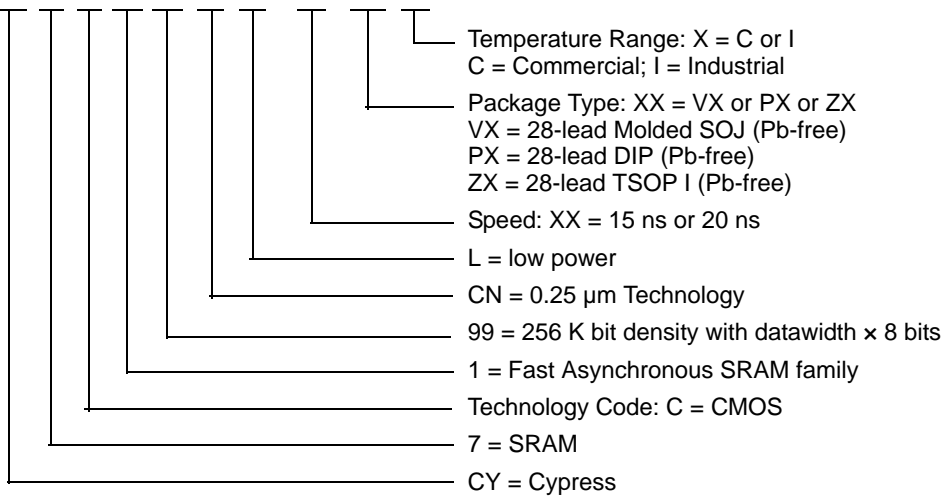 Temperature Range: X = C or I
C = Commercial; I = Industrial
Package Type: XX = VX or PX or ZX
VX = 28-lead Molded SOJ (Pb-free)
PX = 28-lead DIP (Pb-free)
ZX = 28-lead TSOP I (Pb-free)
Speed: XX = 15 ns or 20 ns
L = low power
CN = 0.25 µm Technology
99 = 256 K bit density with datawidth × 8 bits
1 = Fast Asynchronous SRAM family
Technology Code: C = CMOS
7 = SRAM
CY = Cypress